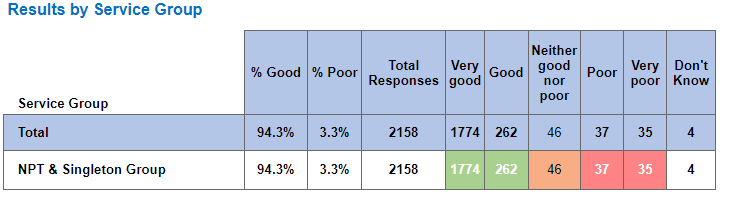 Results by Service Group
Service Group % Good % Poor Total Responses Very good Good Neither good nor poor Poor Very poor Don't Know
Total 94.3% 3.3% 2158 1774 262 46 37 35 4
NPT & Singleton Group 94.3% 3.3% 2158 1774 262 46 37 35 4